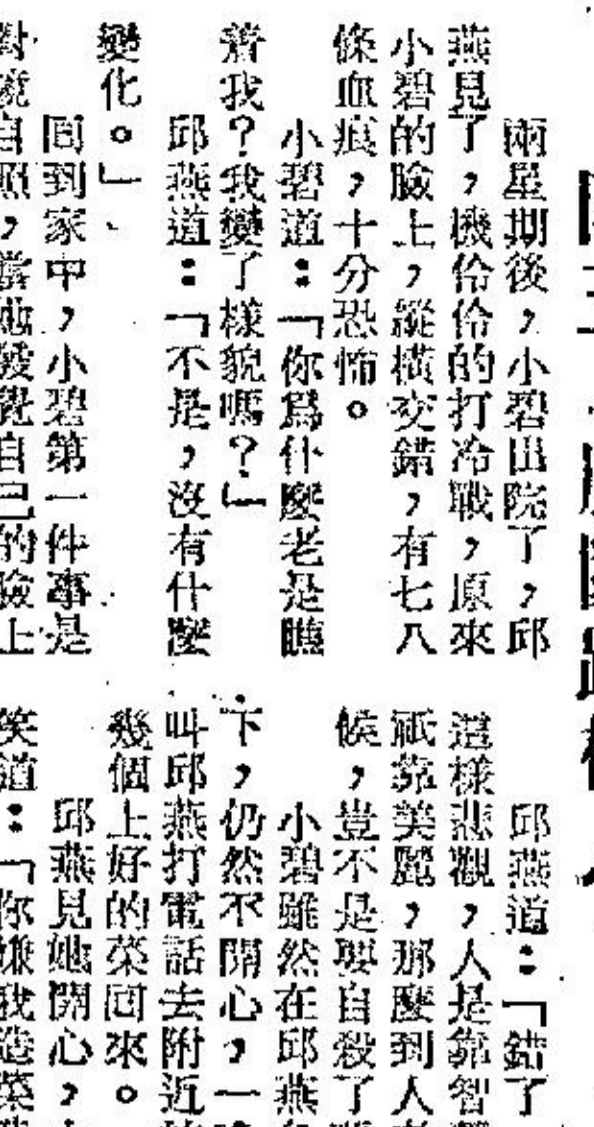 兩星期後，小碧出院了，邱
燕見了，機伶伶的打冷戰，原來
小碧的臉上，縱橫交錯，有七八
條血痕，十分恐怖。
小碧道：「你爲什麼老是瞧
着我？我變了樣貌嗎？」
邱燕道：「不是，沒有什麼
變化。」
回到家中，小碧第一件事是
對鏡自照，當她發覺自己的臉上
邱燕道：「錯了
這樣悲觀，人是靠智
祇靠美麗，那麼到人
候，豈不是要自殺了
小碧雖然在邱燕
下，仍然不開心，一
叫邱燕打電話去附近
幾個上好的菜回來。
邱燕見她開心，
笑道：「你嫌我造菜